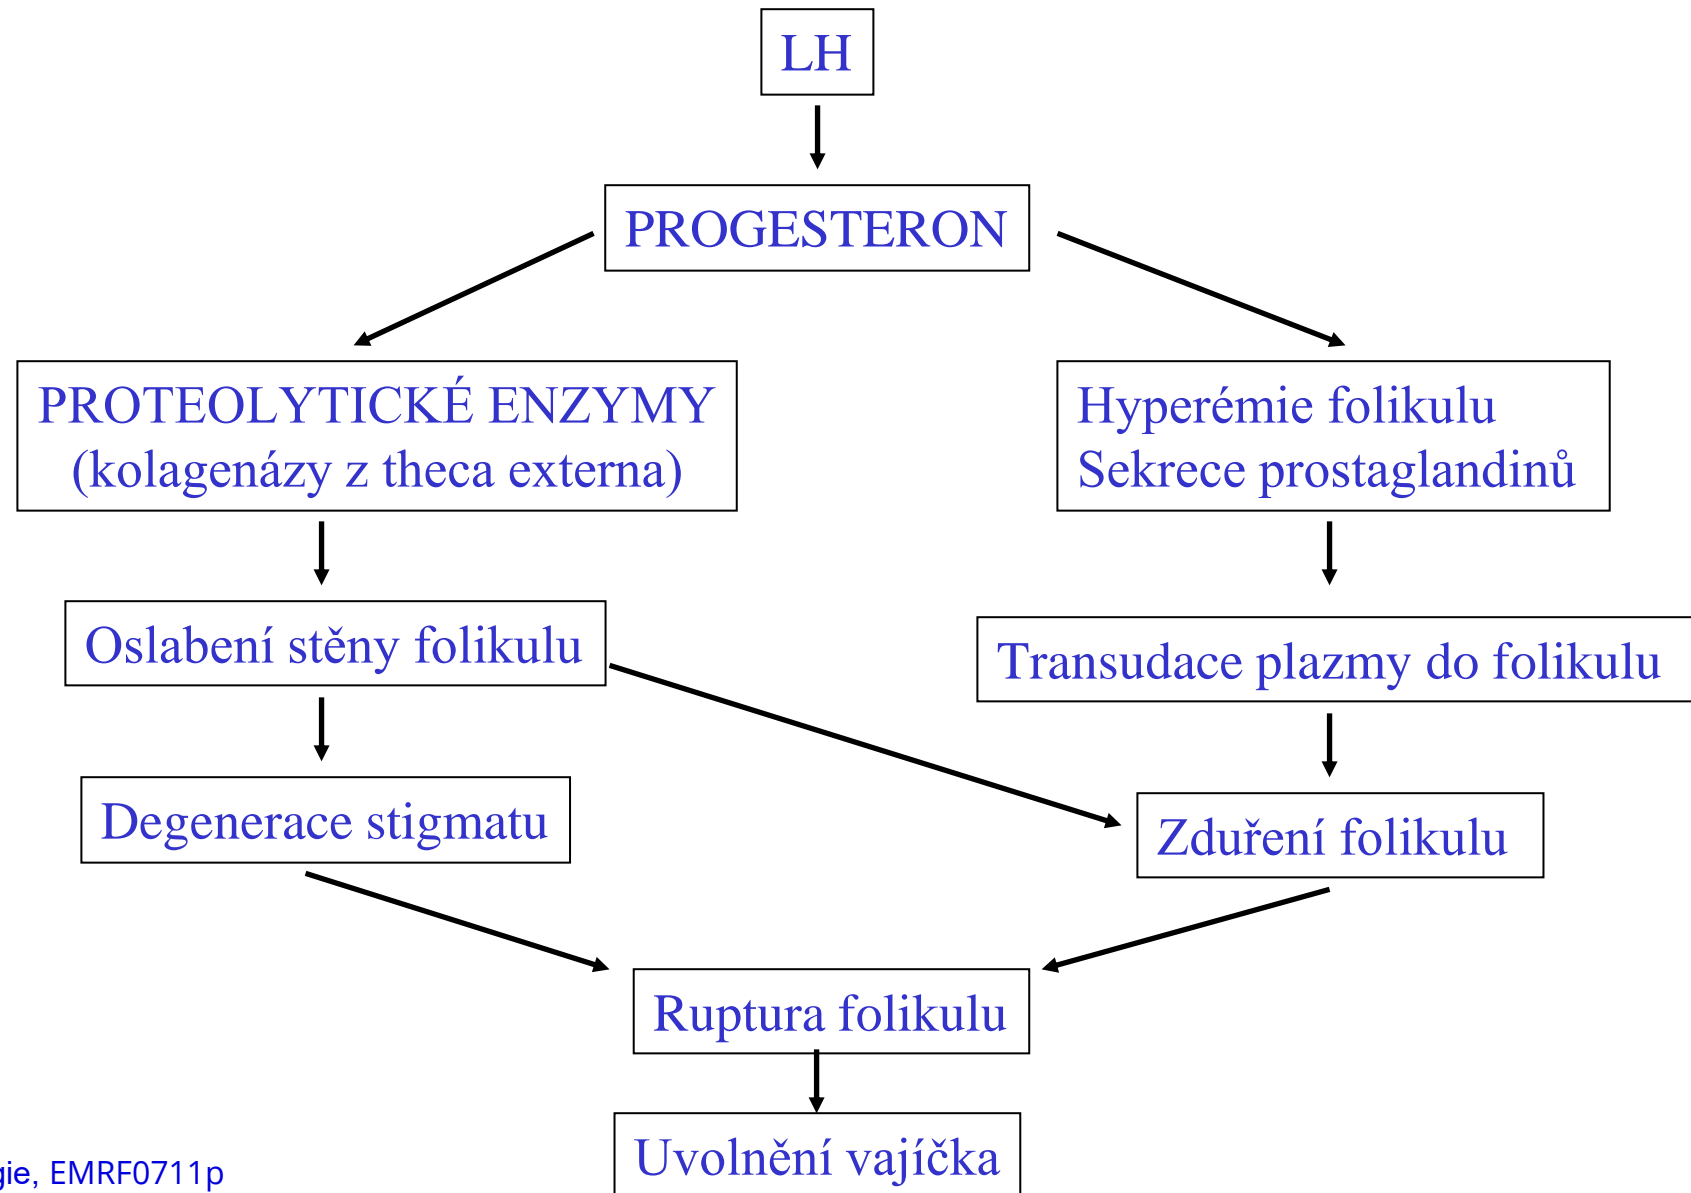 LH
PROGESTERON
PROTEOLYTICKÉ ENZYMY
(kolagenázy z theca externa)
Hyperémie folikulu
Sekrece prostaglandinů
Oslabení stěny folikulu
Transudace plazmy do folikulu
Degenerace stigmatu
Zduření folikulu
Ruptura folikulu
Uvolnění vajíčka
gie, EMRF0711p